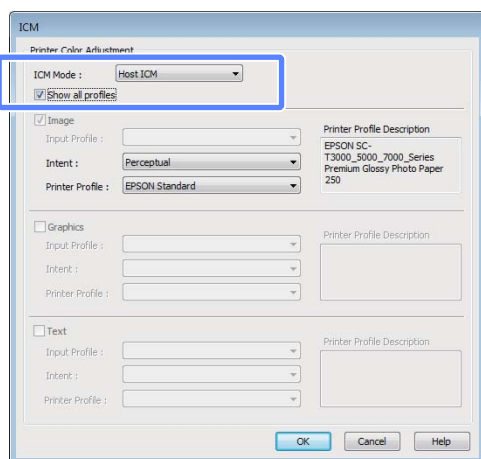 ICM
Printer Color Adjustment
ICM Mode : Host ICM
Show all profiles
Image
Input Profile :
Intent : Perceptual
Printer Profile : EPSON Standard
Printer Profile Description
EPSON SC-
T3000_5000_7000_Series
Premium Glossy Photo Paper
250
Graphics
Input Profile :
Intent :
Printer Profile :
Printer Profile Description
Text
Input Profile :
Intent :
Printer Profile :
Printer Profile Description
OK Cancel Help